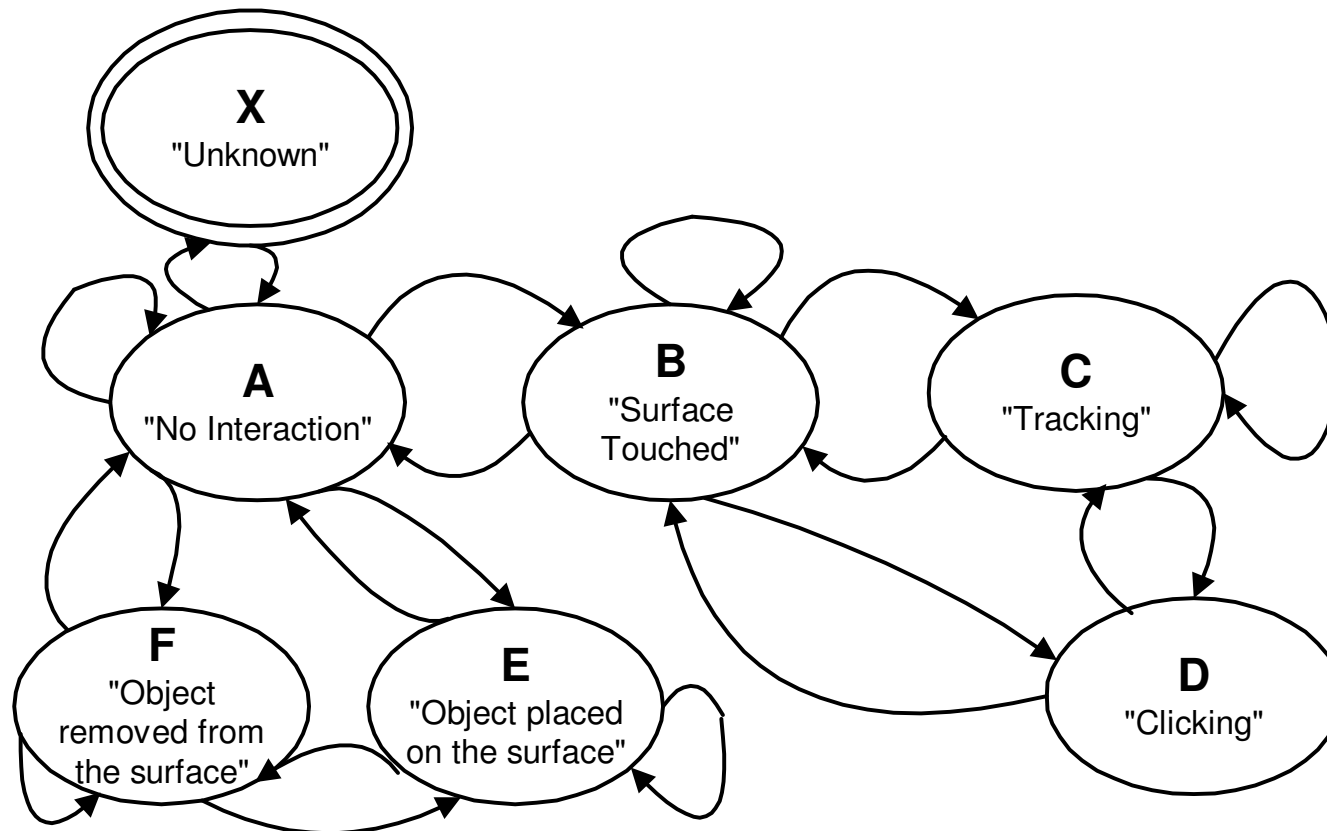 X
"Unknown"
A
"No Interaction"
B
"Surface
Touched"
C
"Tracking"
F
"Object
removed from
the surface"
E
"Object placed
on the surface"
D
"Clicking"